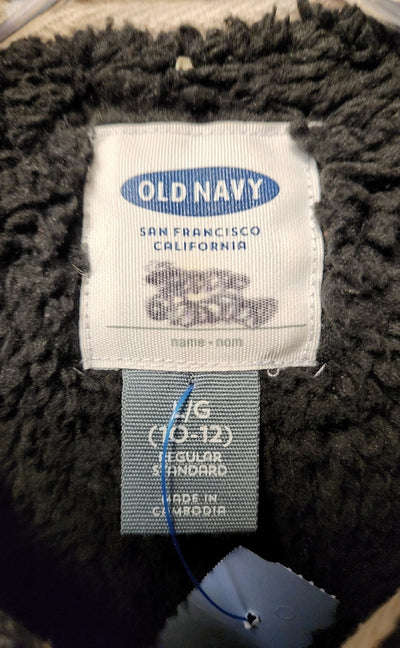 OLD NAVY
SAN FRANCISCO
CALIFORNIA
name • nom
L/G
(10-12)
REGULAR
STANDARD
MADE IN
CAMBODIA